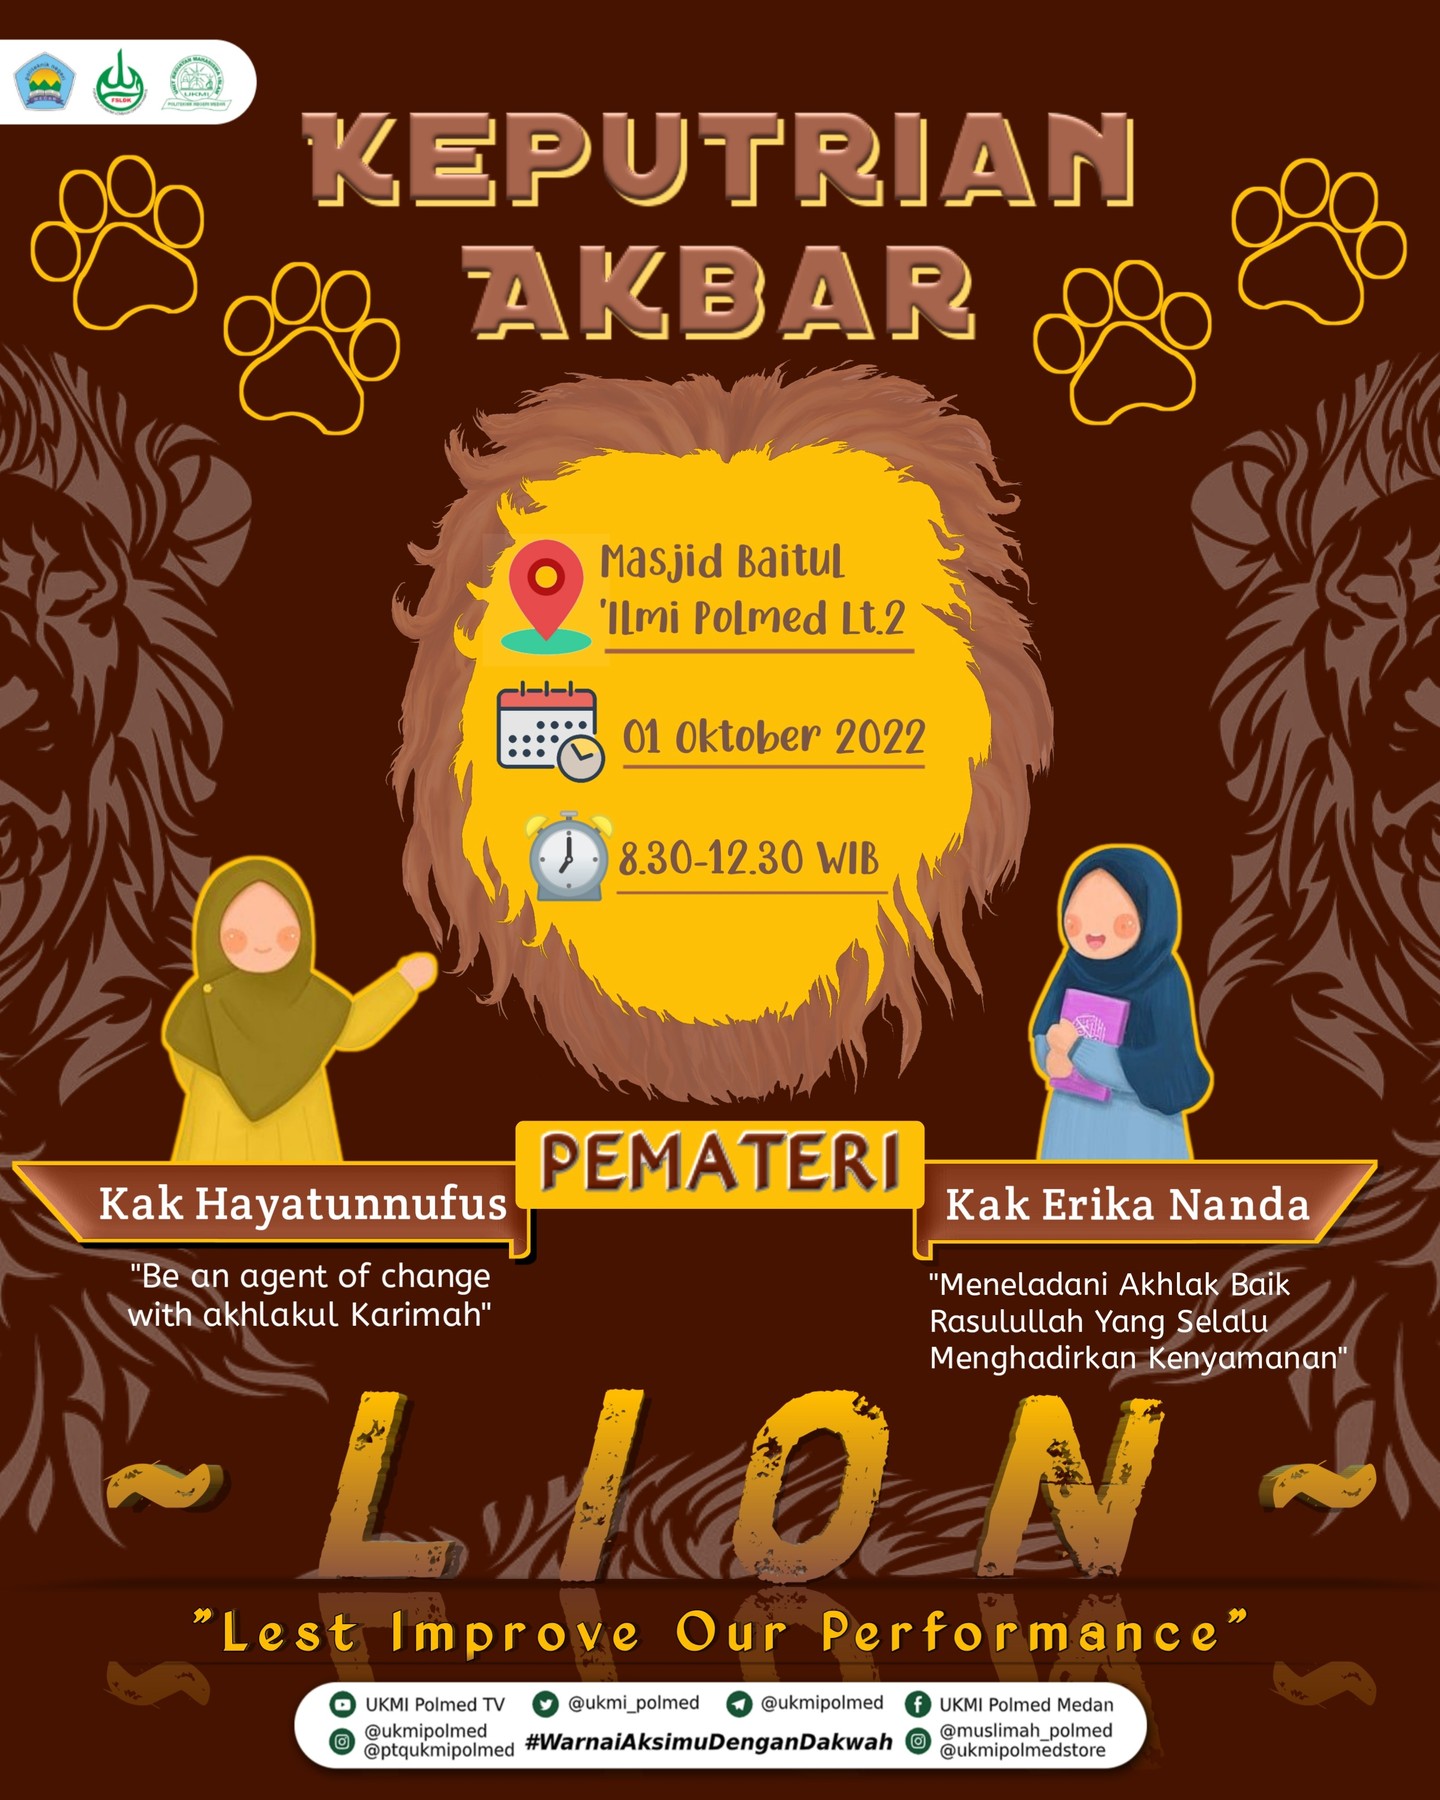 FSLDK
UKMI
KEPUTRIAN
AKBAR
Masjid Baitul
'Ilmi Polmed Lt.2
01 Oktober 2022
8.30-12.30 WIB
PEMATERI
Kak Hayatunnufus
"Be an agent of change
with akhlakul Karimah"
Kak Erika Nanda
"Meneladani Akhlak Baik
Rasulullah Yang Selalu
Menghadirkan Kenyamanan"
~ LION ~
"Lest Improve Our Performance"
UKMI Polmed TV
@ukmi_polmed
@ukmipolmed
UKMI Polmed Medan
@ukmipolmed
@ptqukmipolmed
#WarnaiAksimuDenganDakwah
@muslimah_polmed
@ukmipolmedstore